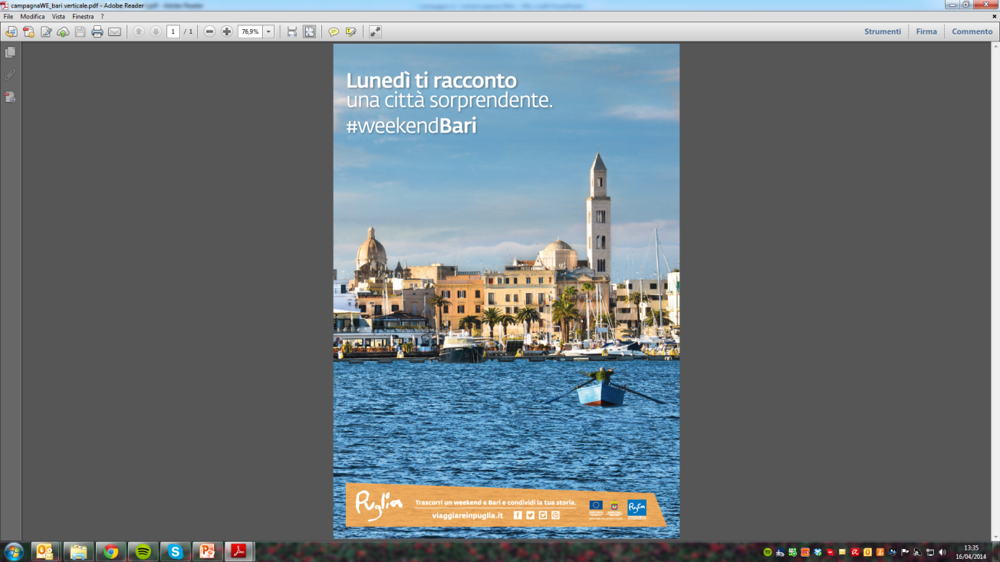 campagnaWE_bari verticale.pdf - Adobe Reader
File Modifica Vista Finestra ?
1 / 1 76,9% Strumenti Firma Commento
Lunedì ti racconto
una città sorprendente.
#weekendBari
Puglia
Trascorri un weekend a Bari e condividi la tua storia.
viaggiareinpuglia.it
Puglia
13:35
16/04/2014